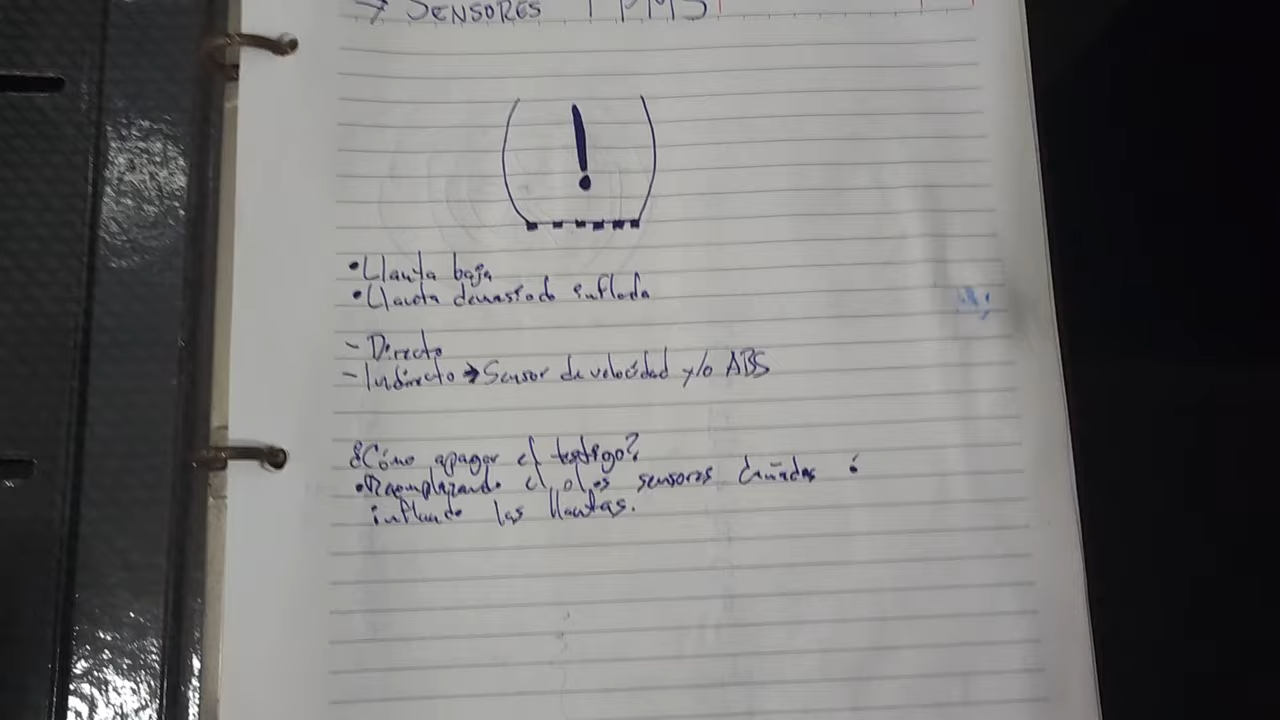 → SENSORES TPMS
!
• Llanta baja
• Llanta demasiado inflada
- Directo
- Indirecto → Sensor de velocidad y/o ABS
¿Cómo apagar el testigo?
• Reemplazando el o los sensores dañados ó
inflando las llantas.